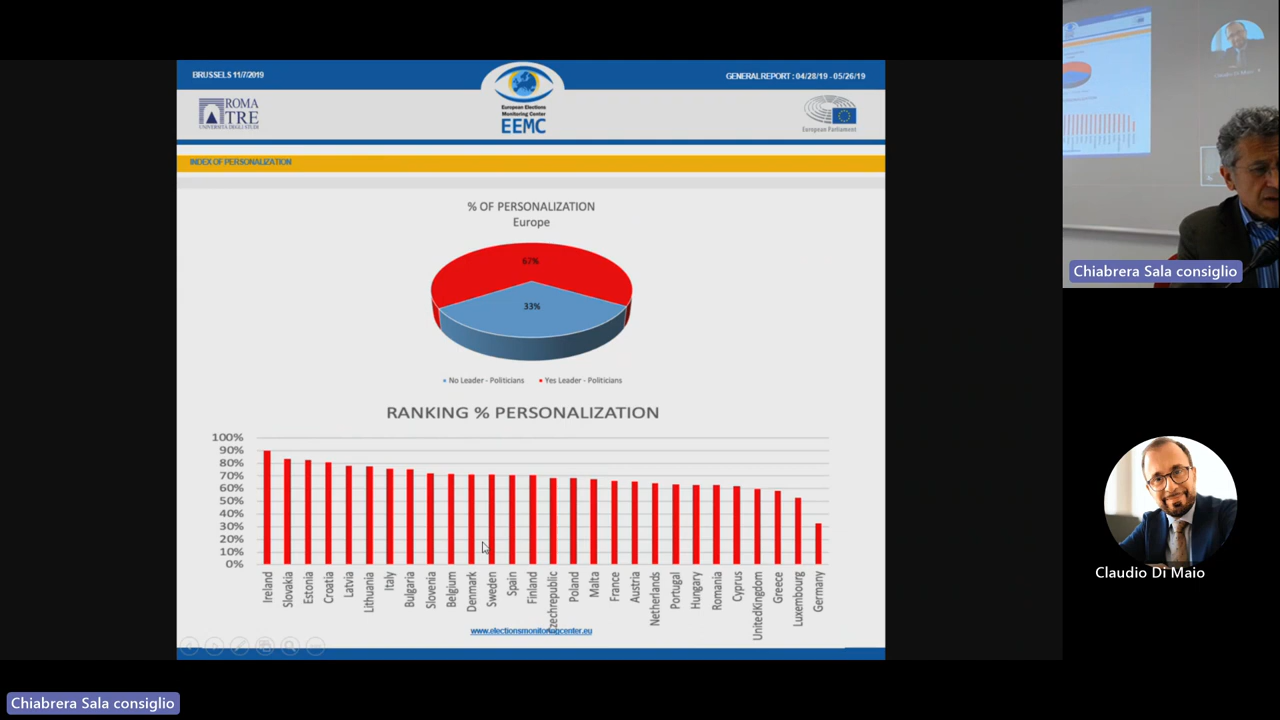 BRUSSELS 11/7/2019
GENERAL REPORT : 04/28/19 - 05/26/19
ROMA
TRE
UNIVERSITÀ DEGLI STUDI
European Elections
Monitoring Center
EEMC
European Parliament
INDEX OF PERSONALIZATION
% OF PERSONALIZATION
Europe
67%
33%
No Leader - Politicians
Yes Leader - Politicians
RANKING % PERSONALIZATION
100%
90%
80%
70%
60%
50%
40%
30%
20%
10%
0%
Ireland
Slovakia
Estonia
Croatia
Latvia
Lithuania
Italy
Bulgaria
Slovenia
Belgium
Denmark
Sweden
Spain
Finland
Czechrepublic
Poland
Malta
France
Austria
Netherlands
Portugal
Hungary
Romania
Cyprus
UnitedKingdom
Greece
Luxembourg
Germany
www.electionsmonitoringcenter.eu
Chiabrera Sala consiglio
EEMC
Chiabrera Sala consiglio
Claudio Di Maio